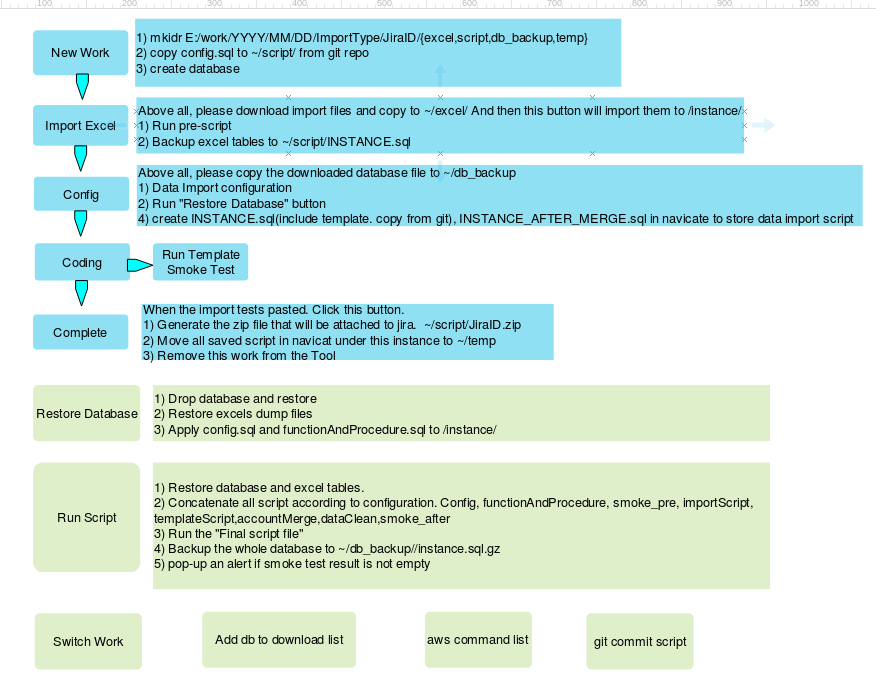 100 200 300 400 500 600 700 800 900 1000
New Work
1) mkidr E:/work/YYYY/MM/DD/ImportType/JiraID/{excel,script,db_backup,temp}
2) copy config.sql to ~/script/ from git repo
3) create database
Import Excel
Above all, please download import files and copy to ~/excel/ And then this button will import them to /instance/
1) Run pre-script
2) Backup excel tables to ~/script/INSTANCE.sql
Config
Above all, please copy the downloaded database file to ~/db_backup
1) Data Import configuration
2) Run "Restore Database" button
4) create INSTANCE.sql(include template. copy from git), INSTANCE_AFTER_MERGE.sql in navicate to store data import script
Coding
Run Template
Smoke Test
Complete
When the import tests pasted. Click this button.
1) Generate the zip file that will be attached to jira. ~/script/JiraID.zip
2) Move all saved script in navicat under this instance to ~/temp
3) Remove this work from the Tool
Restore Database
1) Drop database and restore
2) Restore excels dump files
3) Apply config.sql and functionAndProcedure.sql to /instance/
Run Script
1) Restore database and excel tables.
2) Concatenate all script according to configuration. Config, functionAndProcedure, smoke_pre, importScript,
templateScript,accountMerge,dataClean,smoke_after
3) Run the "Final script file"
4) Backup the whole database to ~/db_backup//instance.sql.gz
5) pop-up an alert if smoke test result is not empty
Switch Work
Add db to download list
aws command list
git commit script